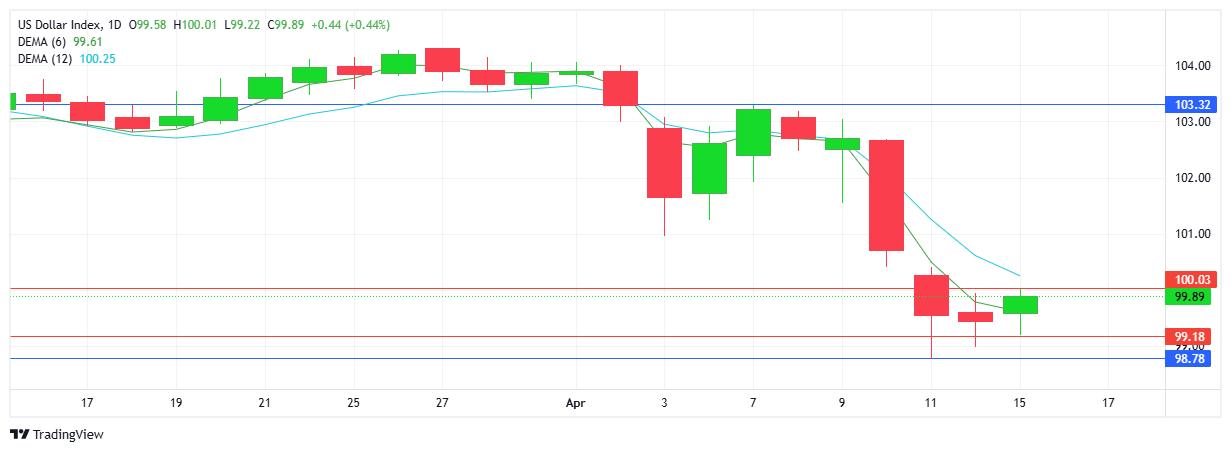 US Dollar Index, 1D O99.58 H100.01 L99.22 C99.89 +0.44 (+0.44%)
DEMA (6) 99.61
DEMA (12) 100.25
104.00
103.32
103.00
102.00
101.00
100.03
99.89
99.18
99.00
98.78
17 19 21 25 27 Apr 3 7 9 11 15 17
TradingView